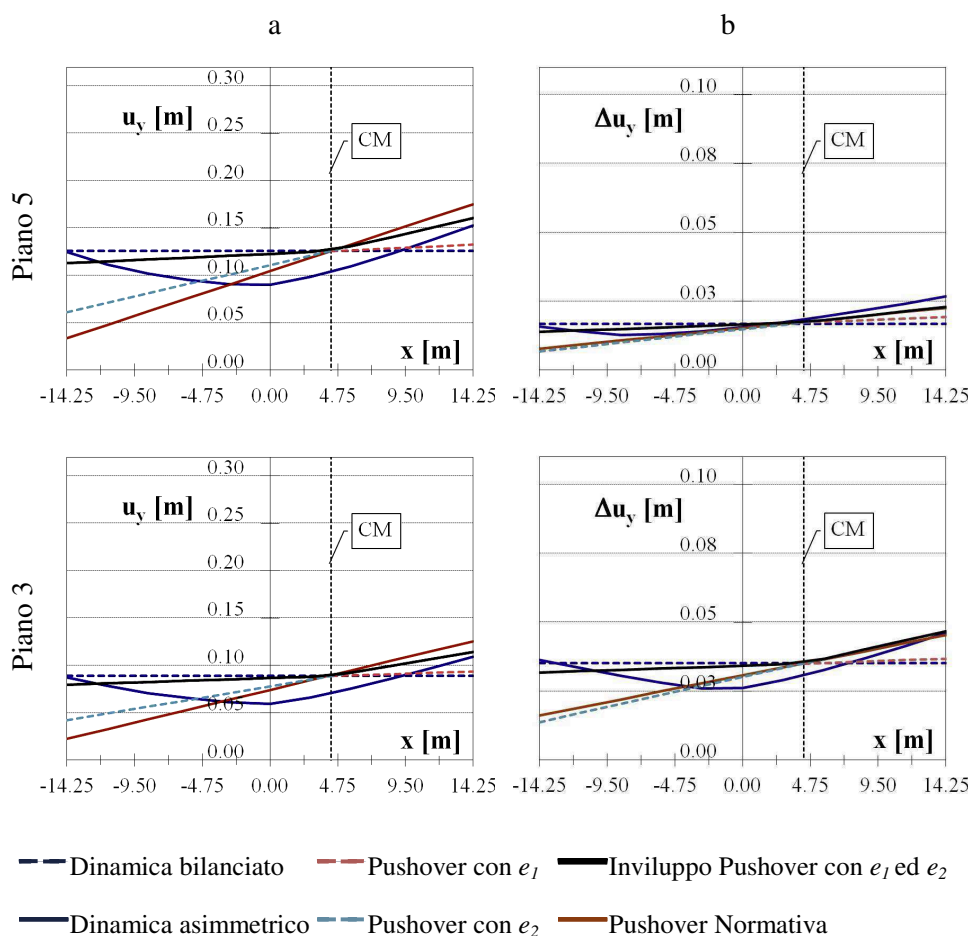 a
b
Piano 5
0.30
u_y [m]
0.25
CM
0.20
0.15
0.10
0.05
x [m]
0.00
-14.25 -9.50 -4.75 0.00 4.75 9.50 14.25
0.10
Δu_y [m]
0.08
CM
0.05
0.03
x [m]
0.00
-14.25 -9.50 -4.75 0.00 4.75 9.50 14.25
Piano 3
0.30
u_y [m]
0.25
CM
0.20
0.15
0.10
0.05
0.00
x [m]
-14.25 -9.50 -4.75 0.00 4.75 9.50 14.25
0.10
Δu_y [m]
0.08
CM
0.05
0.03
0.00
x [m]
-14.25 -9.50 -4.75 0.00 4.75 9.50 14.25
Dinamica bilanciato Pushover con e_1 Inviluppo Pushover con e_1 ed e_2
Dinamica asimmetrico Pushover con e_2 Pushover Normativa